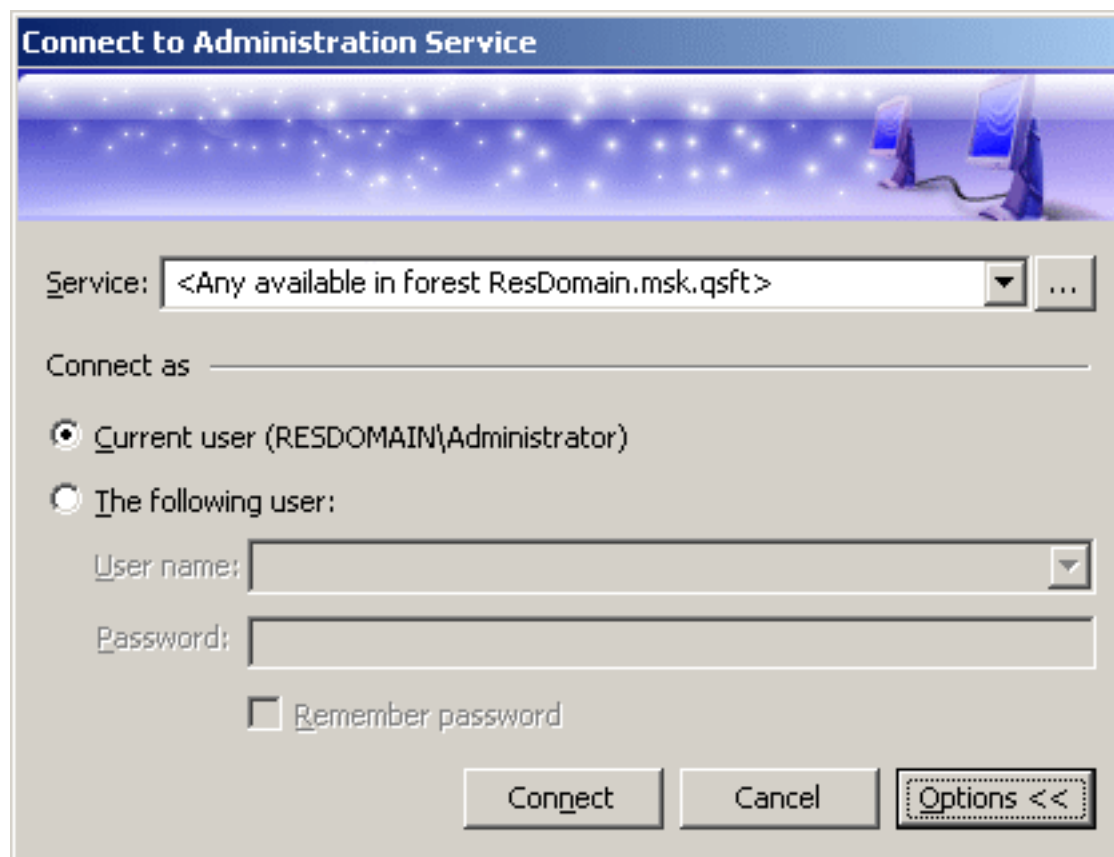 Connect to Administration Service
Service: <Any available in forest ResDomain.msk.qsft> ...
Connect as
Current user (RESDOMAIN\Administrator)
The following user:
User name:
Password:
Remember password
Connect Cancel Options <<